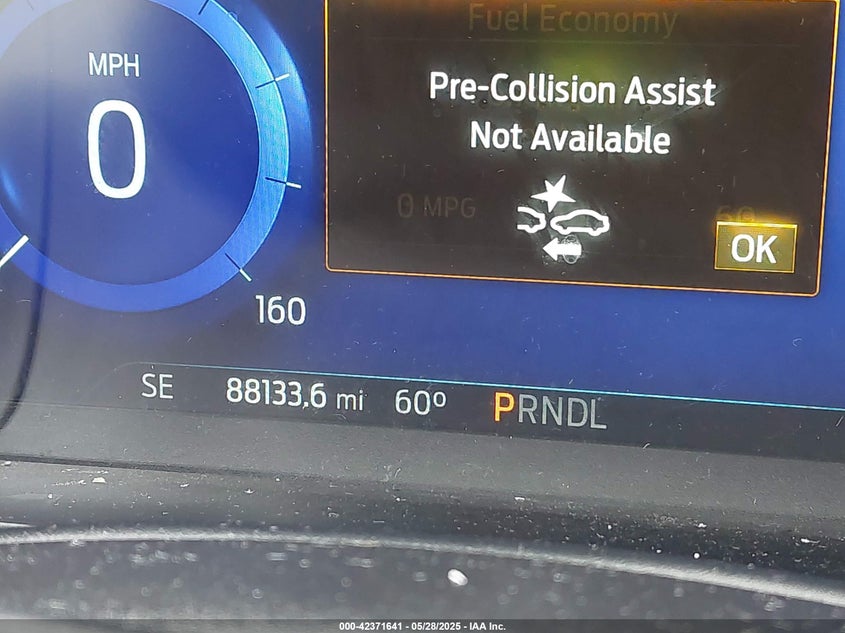 Fuel Economy
MPH
0
Pre-Collision Assist
Not Available
0 MPG
OK
160
SE 88133.6 mi 60° PRNDL
000-42371641 - 05/28/2025 - IAA Inc.